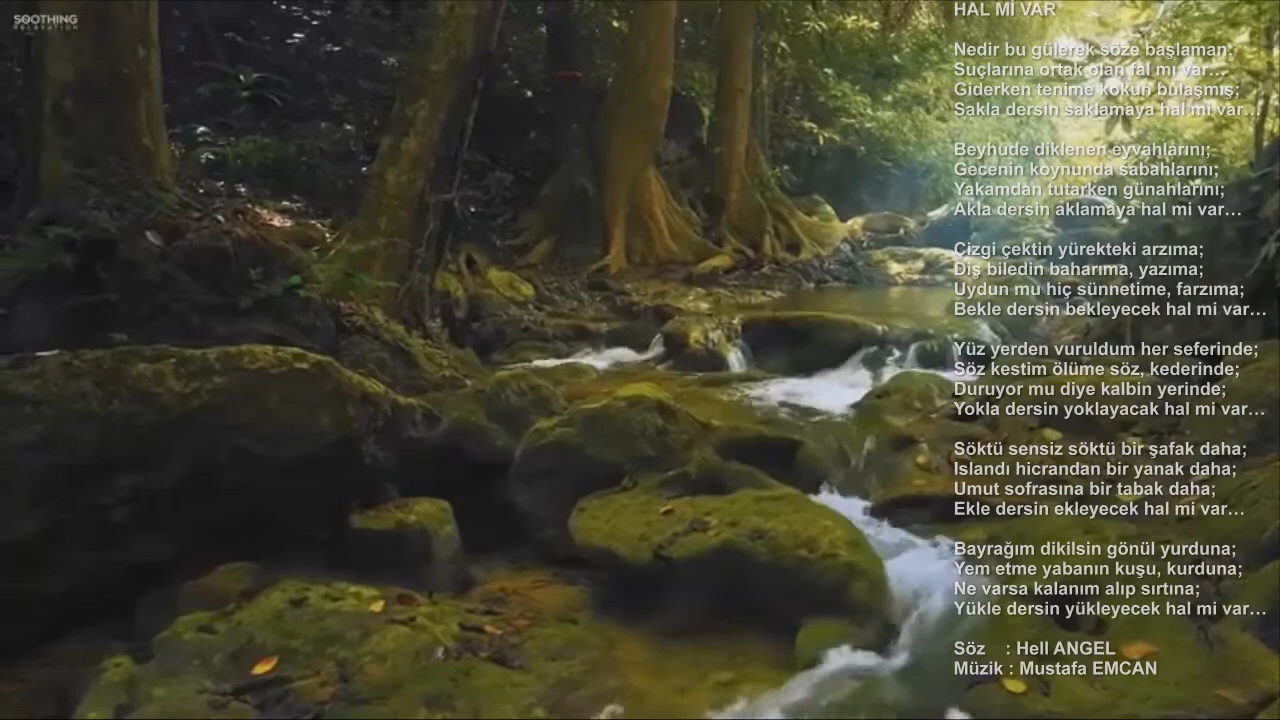 SOOTHING
RELAXATION
HAL Mİ VAR
Nedir bu gülerek söze başlaman;
Suçlarına ortak olan fal mı var...
Giderken tenime kokun bulaşmış;
Sakla dersin saklamaya hal mi var...
Beyhude diklenen eyvahlarını;
Gecenin koynunda sabahlarını;
Yakamdan tutarken günahlarını;
Akla dersin aklamaya hal mi var...
Çizgi çektin yürekteki arzıma;
Diş biledin baharıma, yazıma;
Uydun mu hiç sünnetime, farzıma;
Bekle dersin bekleyecek hal mi var...
Yüz yerden vuruldum her seferinde;
Söz kestim ölüme söz, kederinde;
Duruyor mu diye kalbin yerinde;
Yokla dersin yoklayacak hal mi var...
Söktü sensiz söktü bir şafak daha;
Islandı hicrandan bir yanak daha;
Umut sofrasına bir tabak daha;
Ekle dersin ekleyecek hal mi var...
Bayrağım dikilsin gönül yurduna;
Yem etme yabanın kuşu, kurduna;
Ne varsa kalanım alıp sırtına;
Yükle dersin yükleyecek hal mi var...
Söz : Hell ANGEL
Müzik : Mustafa EMCAN